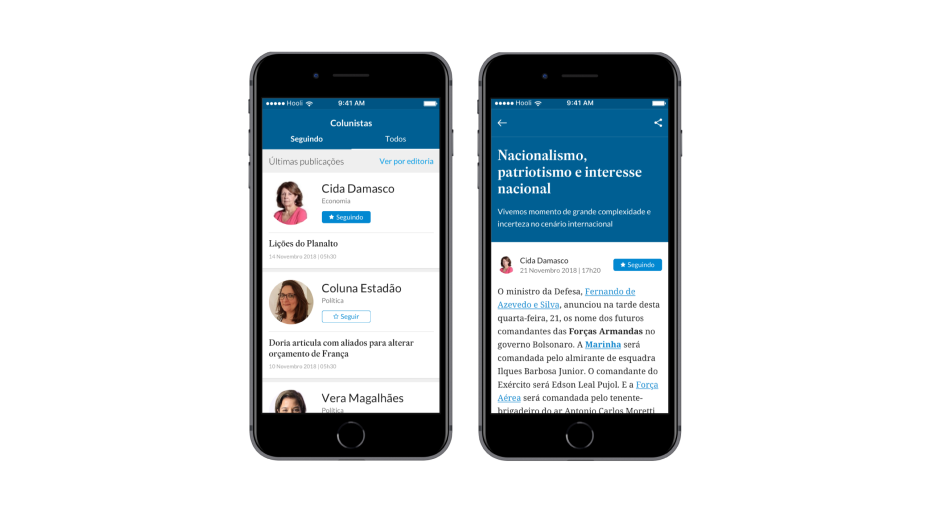 Hooli
9:41 AM
Colunistas
Seguindo
Todos
Últimas publicações
Ver por editoria
Cida Damasco
Economia
Seguindo
Lições do Planalto
14 Novembro 2018 | 05h30
Coluna Estadão
Política
Seguir
Doria articula com aliados para alterar
orçamento de França
10 Novembro 2018 | 05h30
Vera Magalhães
Política
Hooli
9:41 AM
Nacionalismo,
patriotismo e interesse
nacional
Vivemos momento de grande complexidade e
incerteza no cenário internacional
Cida Damasco
21 Novembro 2018 | 17h20
Seguindo
O ministro da Defesa, Fernando de
Azevedo e Silva, anunciou na tarde desta
quarta-feira, 21, os nome dos futuros
comandantes das Forças Armandas no
governo Bolsonaro. A Marinha será
comandada pelo almirante de esquadra
Ilques Barbosa Junior. O comandante do
Exército será Edson Leal Pujol. E a Força
Aérea será comandada pelo tenente-
brigadeiro do ar Antonio Carlos Moretti